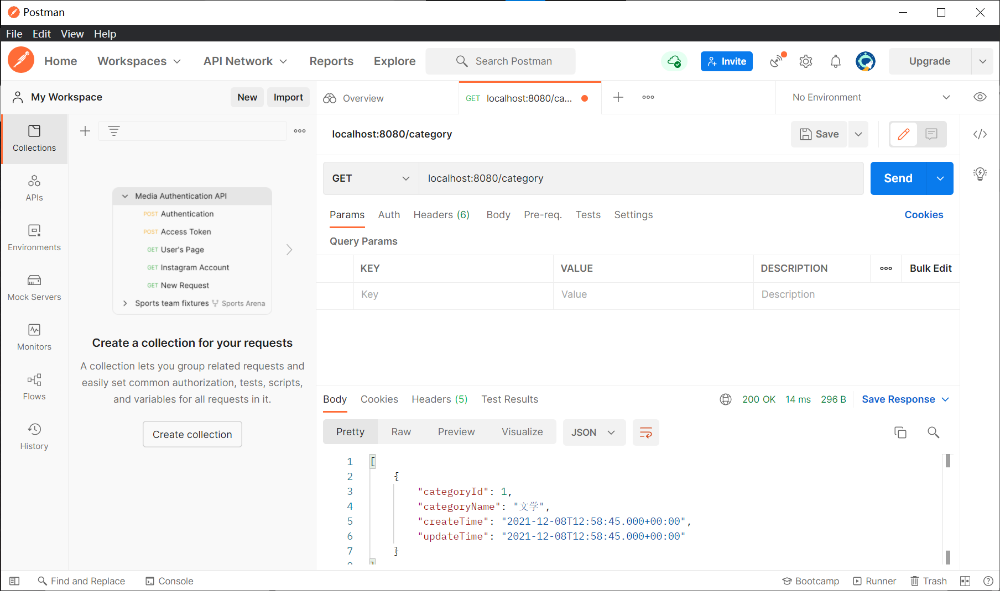 Postman
File Edit View Help
Home Workspaces API Network Reports Explore Search Postman Invite Upgrade
My Workspace New Import Overview GET localhost:8080/ca... No Environment
Collections
APIs
Environments
Mock Servers
Monitors
Flows
History
Media Authentication API
POST Authentication
POST Access Token
GET User's Page
GET Instagram Account
GET New Request
Sports team fixtures Sports Arena
Create a collection for your requests
A collection lets you group related requests and
easily set common authorization, tests, scripts,
and variables for all requests in it.
Create collection
localhost:8080/category Save
GET localhost:8080/category Send
Params Auth Headers (6) Body Pre-req. Tests Settings Cookies
Query Params
KEY VALUE DESCRIPTION Bulk Edit
Key Value Description
Body Cookies Headers (5) Test Results 200 OK 14 ms 296 B Save Response
Pretty Raw Preview Visualize JSON
1 [
2 {
3 "categoryId": 1,
4 "categoryName": "文学",
5 "createTime": "2021-12-08T12:58:45.000+00:00",
6 "updateTime": "2021-12-08T12:58:45.000+00:00"
7 }
8 ]
Find and Replace Console Bootcamp Runner Trash